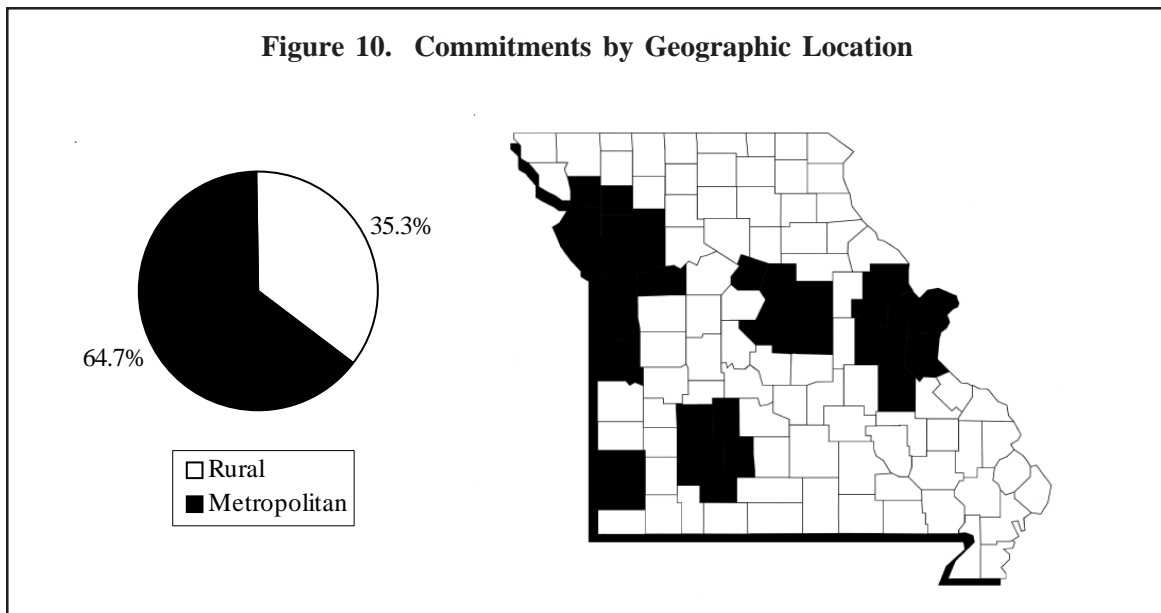 Figure 10. Commitments by Geographic Location
35.3%
64.7%
Rural
Metropolitan